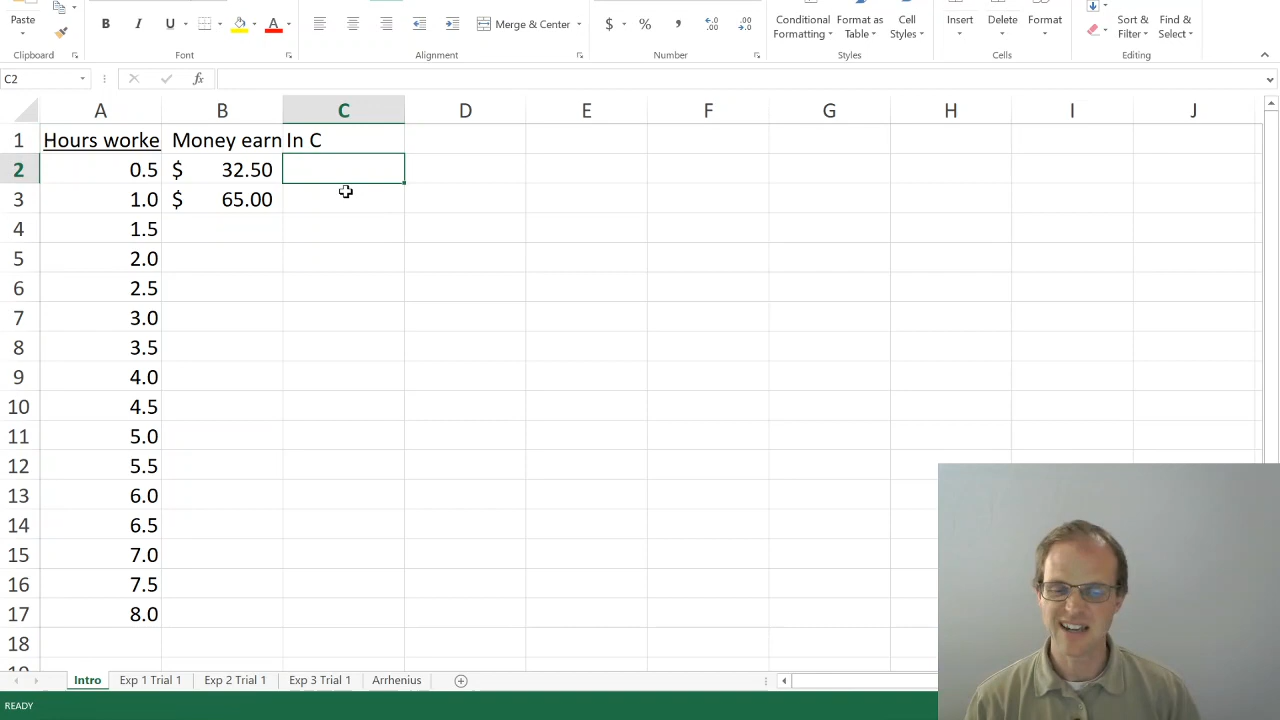 Paste
B I U A
Merge & Center
$ % ,
.0 .00
Conditional Formatting
Format as Table
Cell Styles
Insert
Delete
Format
Sort & Filter
Find & Select
Clipboard
Font
Alignment
Number
Styles
Cells
Editing
C2
fx
A B C D E F G H I J
1 Hours worke Money earn In C
2 0.5 $ 32.50
3 1.0 $ 65.00
4 1.5
5 2.0
6 2.5
7 3.0
8 3.5
9 4.0
10 4.5
11 5.0
12 5.5
13 6.0
14 6.5
15 7.0
16 7.5
17 8.0
18
Intro Exp 1 Trial 1 Exp 2 Trial 1 Exp 3 Trial 1 Arrhenius
READY